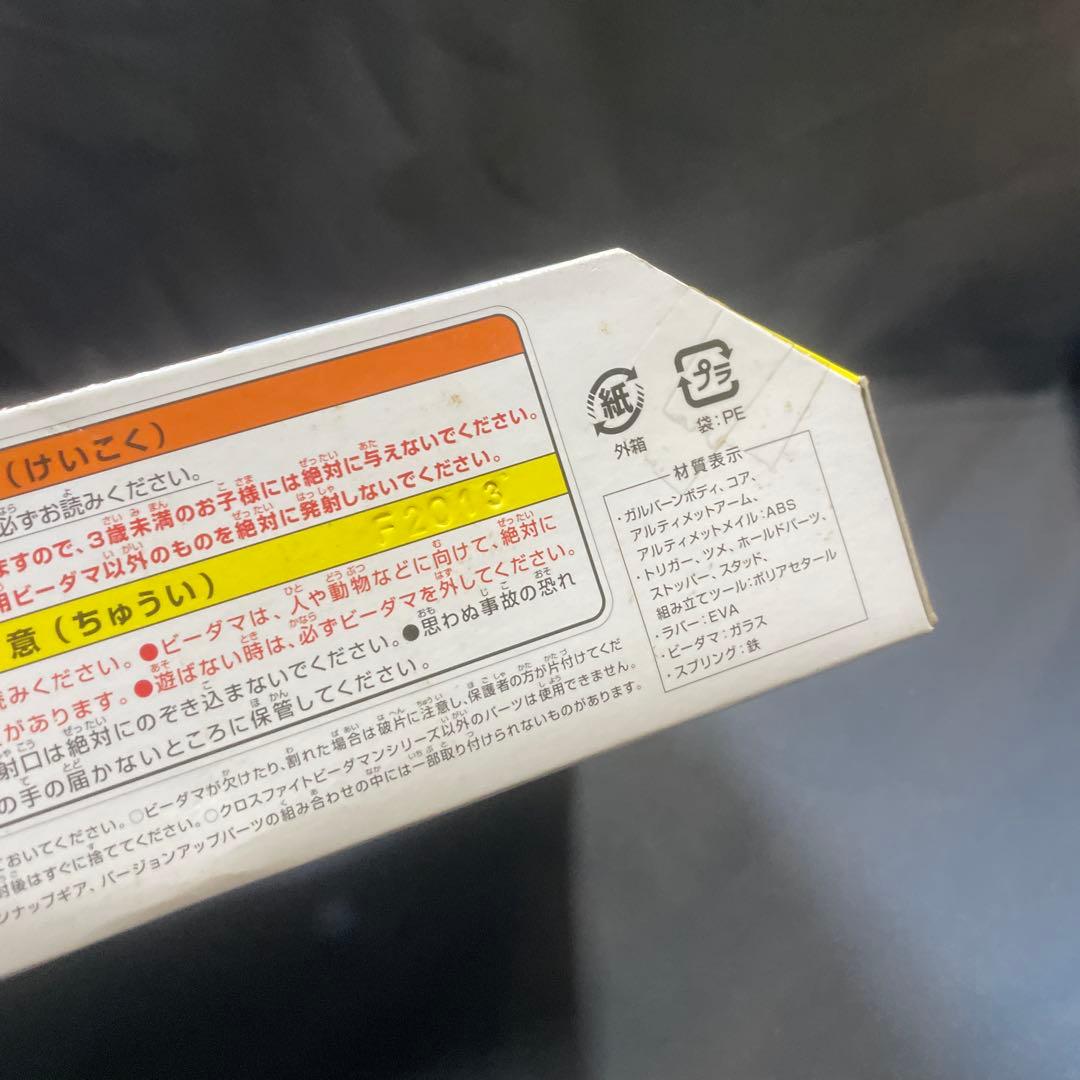 （けいこく）
必ずお読みください。
ますので、3歳未満のお子様には絶対に与えないでください。
用ビーダマ以外のものを絶対に発射しないでください。
F2013
意（ちゅうい）
読みください。●ビーダマは、人や動物などに向けて、絶対に
があります。●遊ばない時は、必ずビーダマを外してください。
射口は絶対にのぞき込まないでください。●思わぬ事故の恐れ
の手の届かないところに保管してください。
ておいてください。○ビーダマが欠けたり、割れた場合は破片に注意し、保護者の方が片付けてくだ
封後はすぐに捨ててください。○クロスファイトビーダマンシリーズ以外のパーツは使用できません。
ンナップギア、バージョンアップパーツの組み合わせの中には一部取り付けられないものがあります。
紙
外箱
プラ
袋：PE
材質表示
・ガルバーンボディ、コア、
アルティメットアーム、
アルティメットメイル：ABS
・トリガー、ツメ、ホールドパーツ、
ストッパー、スタッド、
組み立てツール：ポリアセタール
・ラバー：EVA
・ビーダマ：ガラス
・スプリング：鉄